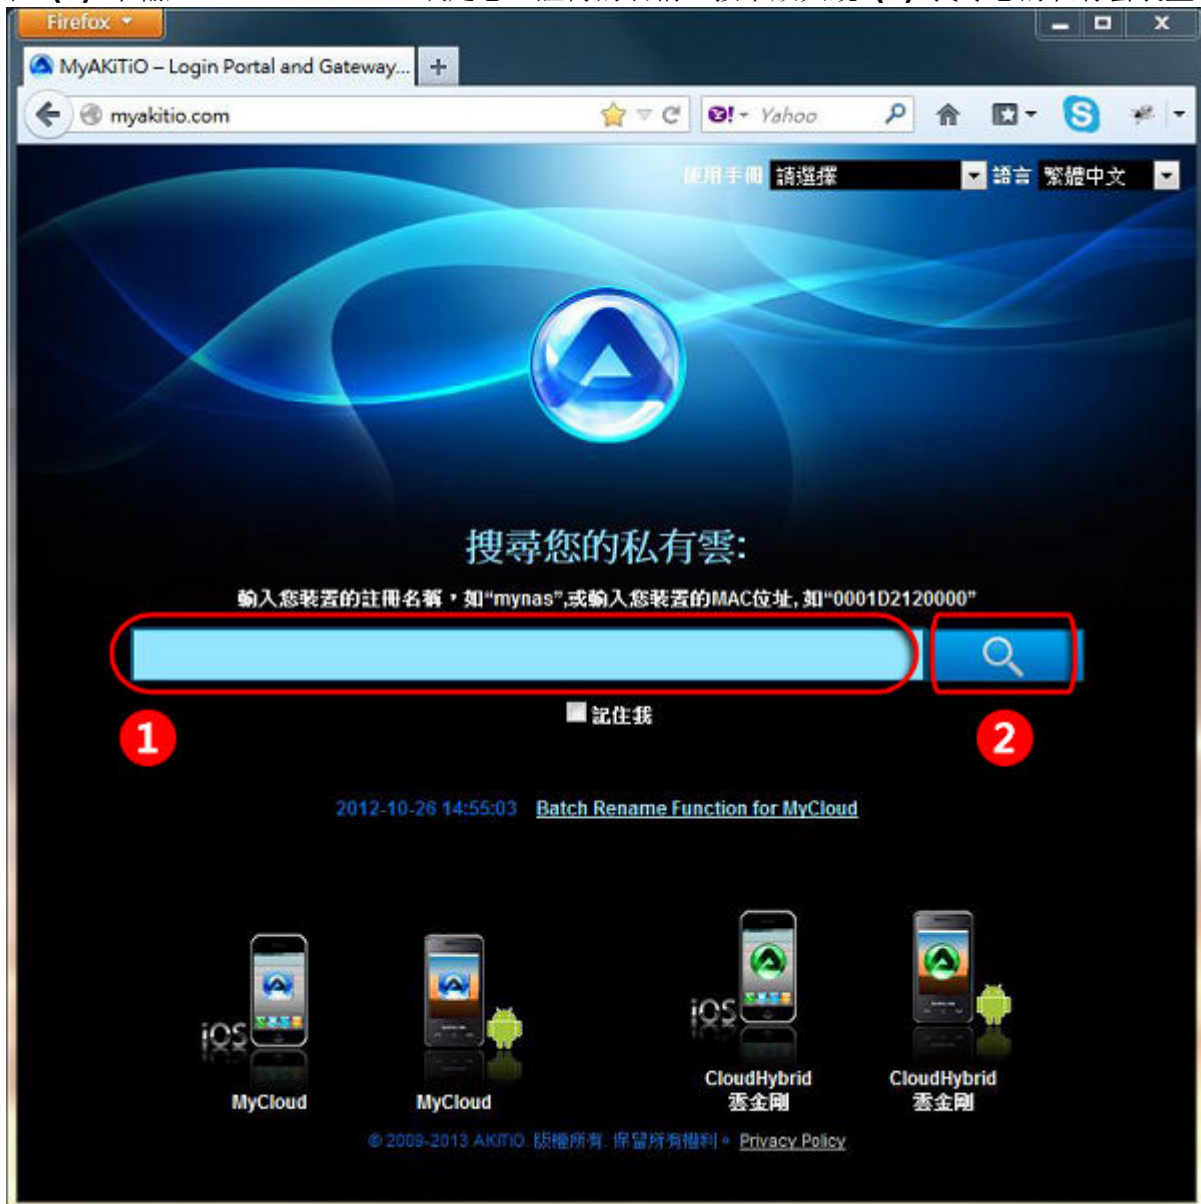 Firefox
MyAKiTiO – Login Portal and Gateway...
myakitio.com
Yahoo
使用手冊 請選擇 語言 繁體中文
搜尋您的私有雲:
輸入您裝置的註冊名稱，如“mynas”,或輸入您裝置的MAC位址, 如“0001D2120000”
1
2
記住我
2012-10-26 14:55:03 Batch Rename Function for MyCloud
iOS
iOS
MyCloud
MyCloud
CloudHybrid
雲金剛
CloudHybrid
雲金剛
© 2009-2013 AKiTiO. 版權所有. 保留所有權利。 Privacy Policy